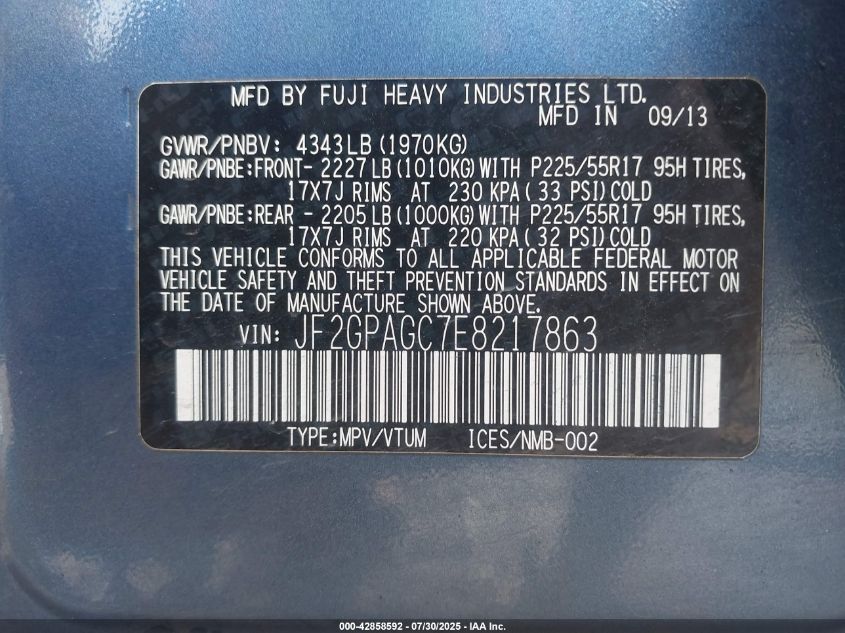 MFD BY FUJI HEAVY INDUSTRIES LTD.
MFD IN 09/13
GVWR/PNBV: 4343LB (1970KG)
GAWR/PNBE:FRONT- 2227LB (1010KG)WITH P225/55R17 95H TIRES,
17X7J RIMS AT 230 KPA( 33 PSI)COLD
GAWR/PNBE:REAR - 2205LB (1000KG)WITH P225/55R17 95H TIRES,
17X7J RIMS AT 220 KPA( 32 PSI)COLD
THIS VEHICLE CONFORMS TO ALL APPLICABLE FEDERAL MOTOR
VEHICLE SAFETY AND THEFT PREVENTION STANDARDS IN EFFECT ON
THE DATE OF MANUFACTURE SHOWN ABOVE.
VIN: JF2GPAGC7E8217863
TYPE:MPV/VTUM ICES/NMB-002
000-42858592 - 07/30/2025 - IAA Inc.